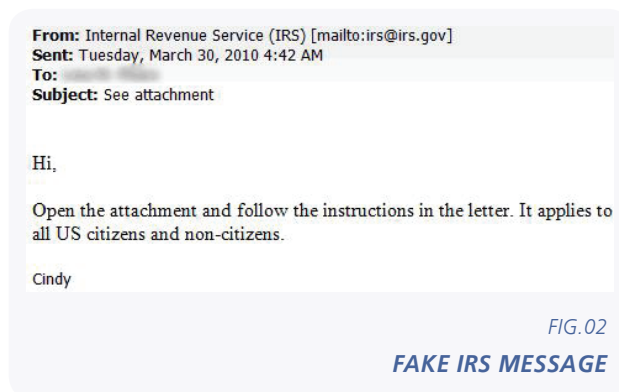 From: Internal Revenue Service (IRS) [mailto:irs@irs.gov]
Sent: Tuesday, March 30, 2010 4:42 AM
To:
Subject: See attachment
Hi,
Open the attachment and follow the instructions in the letter. It applies to
all US citizens and non-citizens.
Cindy
FIG.02
FAKE IRS MESSAGE